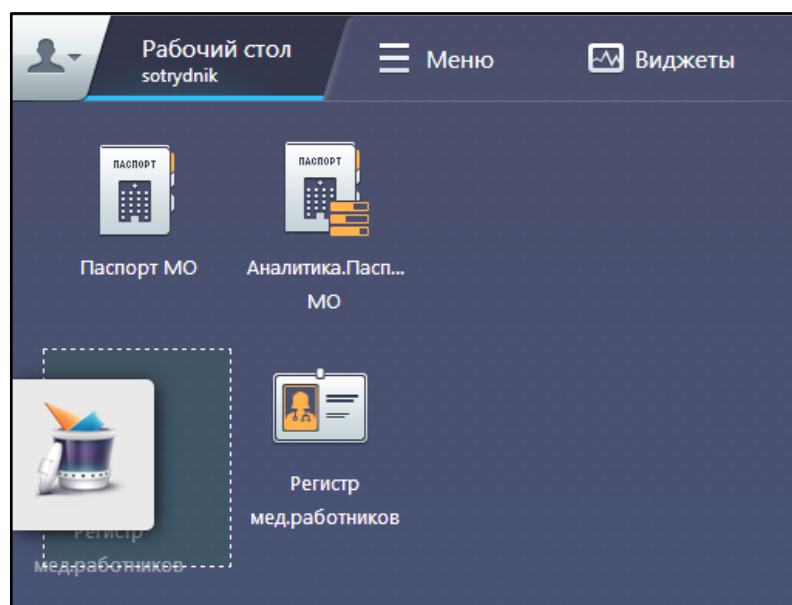 Рабочий стол
sotrydnik
Меню
Виджеты
ПАСПОРТ
ПАСПОРТ
Паспорт МО
Аналитика.Пасп...
МО
Регистр
мед.работников
Регистр
мед.работников